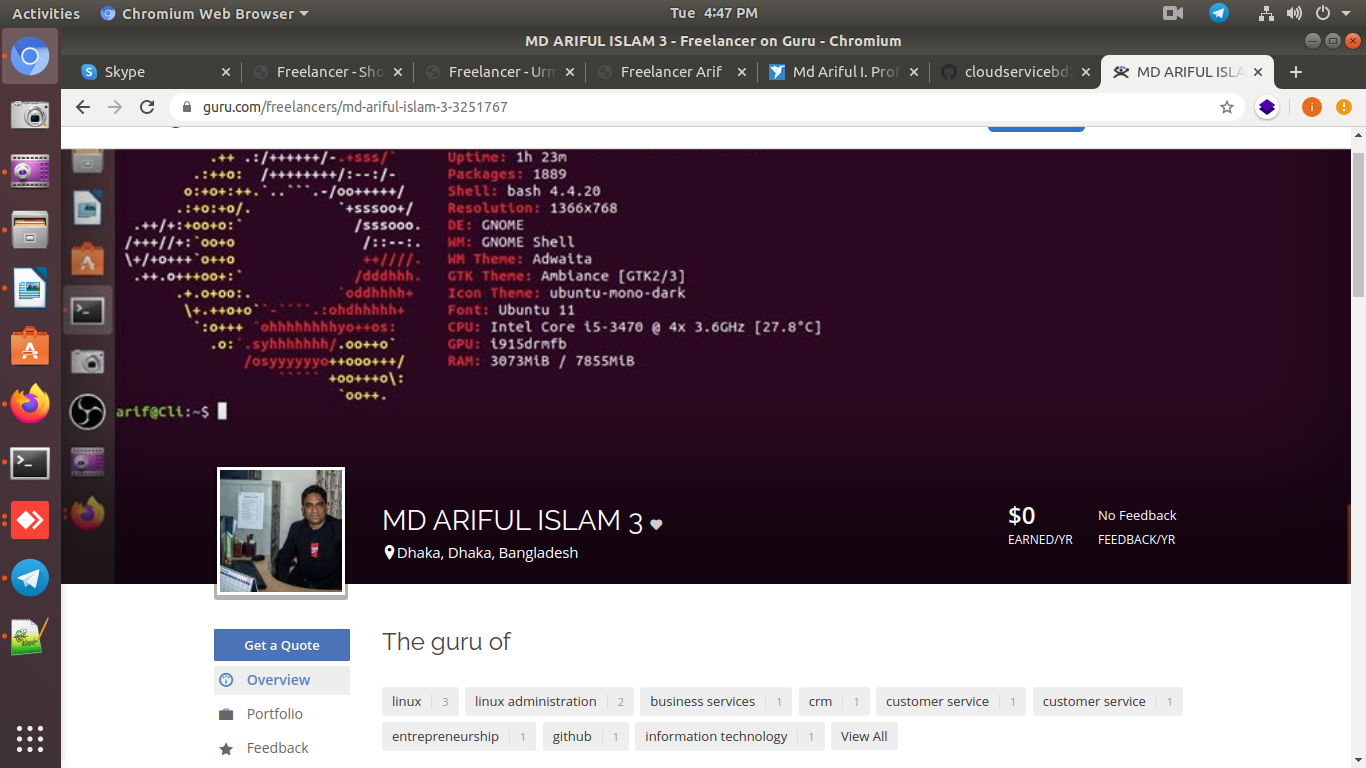 Activities
Chromium Web Browser
Tue 4:47 PM
MD ARIFUL ISLAM 3 - Freelancer on Guru - Chromium
Skype
Freelancer - Sho
Freelancer - Urm
Freelancer Arif
Md Ariful I. Prof
cloudservicebd
MD ARIFUL ISLA
guru.com/freelancers/md-ariful-islam-3-3251767
Uptime: 1h 23m
Packages: 1889
Shell: bash 4.4.20
Resolution: 1366x768
DE: GNOME
WM: GNOME Shell
WM Theme: Adwaita
GTK Theme: Ambiance [GTK2/3]
Icon Theme: ubuntu-mono-dark
Font: Ubuntu 11
CPU: Intel Core i5-3470 @ 4x 3.6GHz [27.8°C]
GPU: i915drmfb
RAM: 3073MiB / 7855MiB
arif@Cli:~$
MD ARIFUL ISLAM 3
Dhaka, Dhaka, Bangladesh
$0
EARNED/YR
No Feedback
FEEDBACK/YR
Get a Quote
Overview
Portfolio
Feedback
The guru of
linux 3
linux administration 2
business services 1
crm 1
customer service 1
customer service 1
entrepreneurship 1
github 1
information technology 1
View All